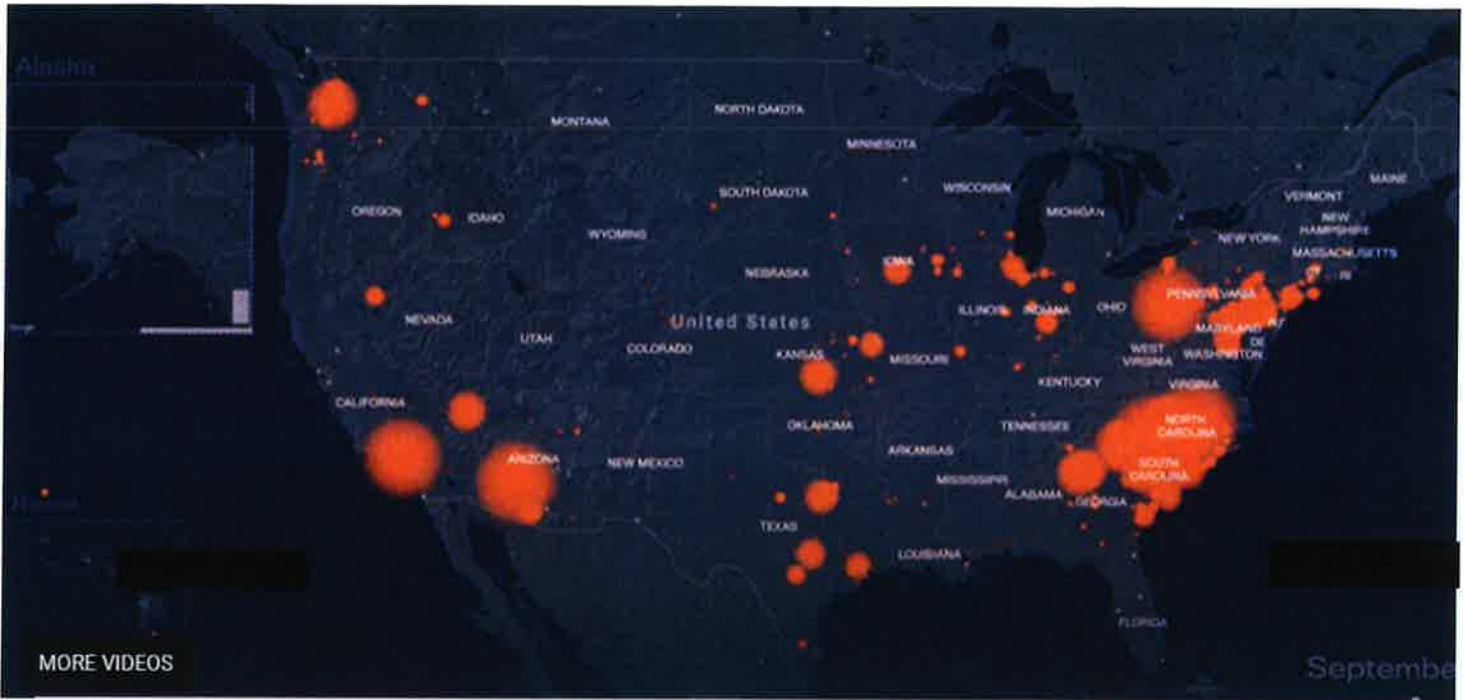 Alaska
MONTANA
NORTH DAKOTA
MINNESOTA
SOUTH DAKOTA
WISCONSIN
MAINE
VERMONT
OREGON
IDAHO
MICHIGAN
NEW
HAMPSHIRE
WYOMING
NEW YORK
MASSACHUSETTS
IOWA
NEBRASKA
RI
PENNSYLVANIA
ILLINOIS
INDIANA
OHIO
NEVADA
United States
MARYLAND
UTAH
COLORADO
KANSAS
MISSOURI
WEST
VIRGINIA
DE
WASHINGTON
KENTUCKY
VIRGINIA
CALIFORNIA
OKLAHOMA
TENNESSEE
NORTH
CAROLINA
ARKANSAS
ARIZONA
NEW MEXICO
SOUTH
CAROLINA
MISSISSIPPI
ALABAMA
GEORGIA
Hawaii
TEXAS
LOUISIANA
FLORIDA
MORE VIDEOS
Septembe